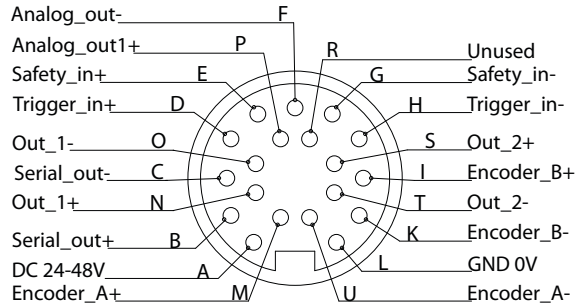 Analog_out- F
Analog_out1+ P R Unused
Safety_in+ E G Safety_in-
Trigger_in+ D H Trigger_in-
Out_1- O S Out_2+
Serial_out- C I Encoder_B+
Out_1+ N T Out_2-
Serial_out+ B K Encoder_B-
DC 24-48V A L GND 0V
Encoder_A+ M U Encoder_A-